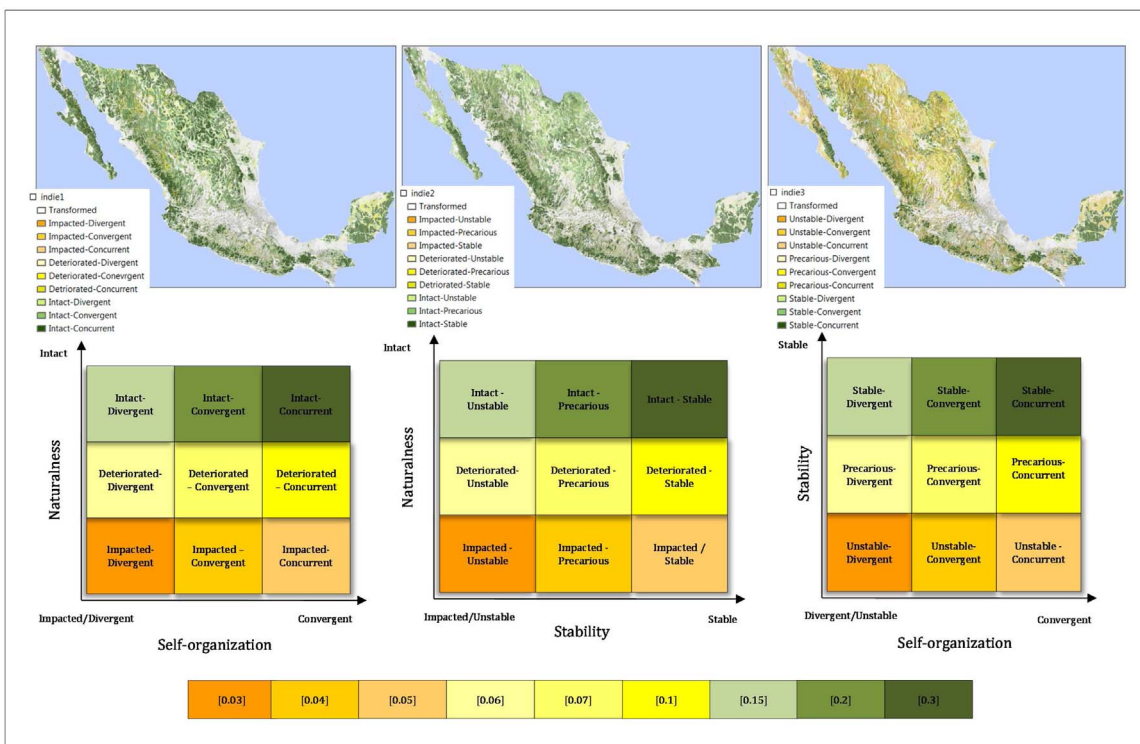 indie1
Transformed
Impacted-Divergent
Impacted-Convergent
Impacted-Concurrent
Deteriorated-Divergent
Deteriorated-Conevrgent
Detriorated-Concurrent
Intact-Divergent
Intact-Convergent
Intact-Concurrent
indie2
Transformed
Impacted-Unstable
Impacted-Precarious
Impacted-Stable
Deteriorated-Unstable
Deteriorated-Precarious
Detriorated-Stable
Intact-Unstable
Intact-Precarious
Intact-Stable
indie3
Transformed
Unstable-Divergent
Unstable-Convergent
Unstable-Concurrent
Precarious-Divergent
Precarious-Convergent
Precarious-Concurrent
Stable-Divergent
Stable-Convergent
Stable-Concurrent
Intact
Naturalness
Intact-
Divergent
Intact-
Convergent
Intact-
Concurrent
Deteriorated-
Divergent
Deteriorated
– Convergent
Deteriorated
– Concurrent
Impacted-
Divergent
Impacted –
Convergent
Impacted-
Concurrent
Impacted/Divergent
Convergent
Self-organization
Intact
Naturalness
Intact -
Unstable
Intact -
Precarious
Intact - Stable
Deteriorated-
Unstable
Deteriorated -
Precarious
Deteriorated -
Stable
Impacted -
Unstable
Impacted -
Precarious
Impacted /
Stable
Impacted/Unstable
Stable
Stability
Stable
Stability
Stable-
Divergent
Stable-
Convergent
Stable-
Concurrent
Precarious-
Divergent
Precarious-
Convergent
Precarious-
Concurrent
Unstable-
Divergent
Unstable-
Convergent
Unstable -
Concurrent
Divergent/Unstable
Convergent
Self-organization
[0.03] [0.04] [0.05] [0.06] [0.07] [0.1] [0.15] [0.2] [0.3]